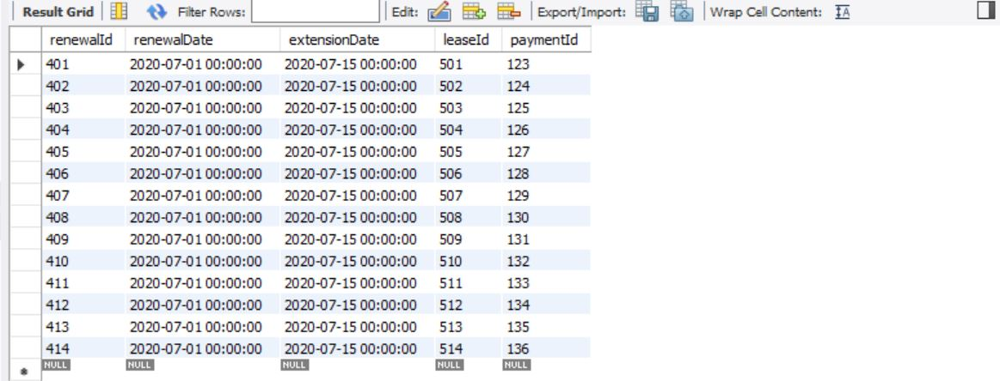 Result Grid Filter Rows: Edit: Export/Import: Wrap Cell Content: IA
renewalId renewalDate extensionDate leaseId paymentId
401 2020-07-01 00:00:00 2020-07-15 00:00:00 501 123
402 2020-07-01 00:00:00 2020-07-15 00:00:00 502 124
403 2020-07-01 00:00:00 2020-07-15 00:00:00 503 125
404 2020-07-01 00:00:00 2020-07-15 00:00:00 504 126
405 2020-07-01 00:00:00 2020-07-15 00:00:00 505 127
406 2020-07-01 00:00:00 2020-07-15 00:00:00 506 128
407 2020-07-01 00:00:00 2020-07-15 00:00:00 507 129
408 2020-07-01 00:00:00 2020-07-15 00:00:00 508 130
409 2020-07-01 00:00:00 2020-07-15 00:00:00 509 131
410 2020-07-01 00:00:00 2020-07-15 00:00:00 510 132
411 2020-07-01 00:00:00 2020-07-15 00:00:00 511 133
412 2020-07-01 00:00:00 2020-07-15 00:00:00 512 134
413 2020-07-01 00:00:00 2020-07-15 00:00:00 513 135
414 2020-07-01 00:00:00 2020-07-15 00:00:00 514 136
NULL NULL NULL NULL NULL